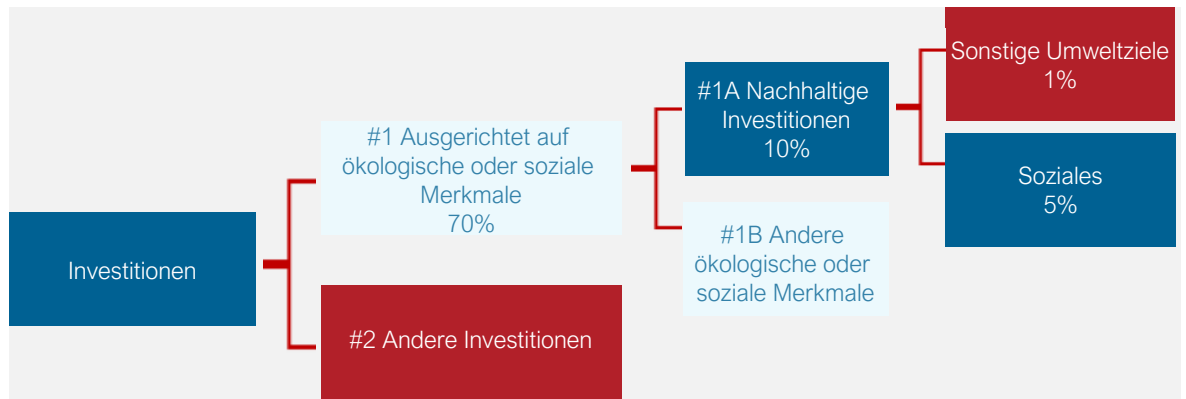 Investitionen
#1 Ausgerichtet auf
ökologische oder soziale
Merkmale
70%
#2 Andere Investitionen
#1A Nachhaltige
Investitionen
10%
#1B Andere
ökologische oder
soziale Merkmale
Sonstige Umweltziele
1%
Soziales
5%